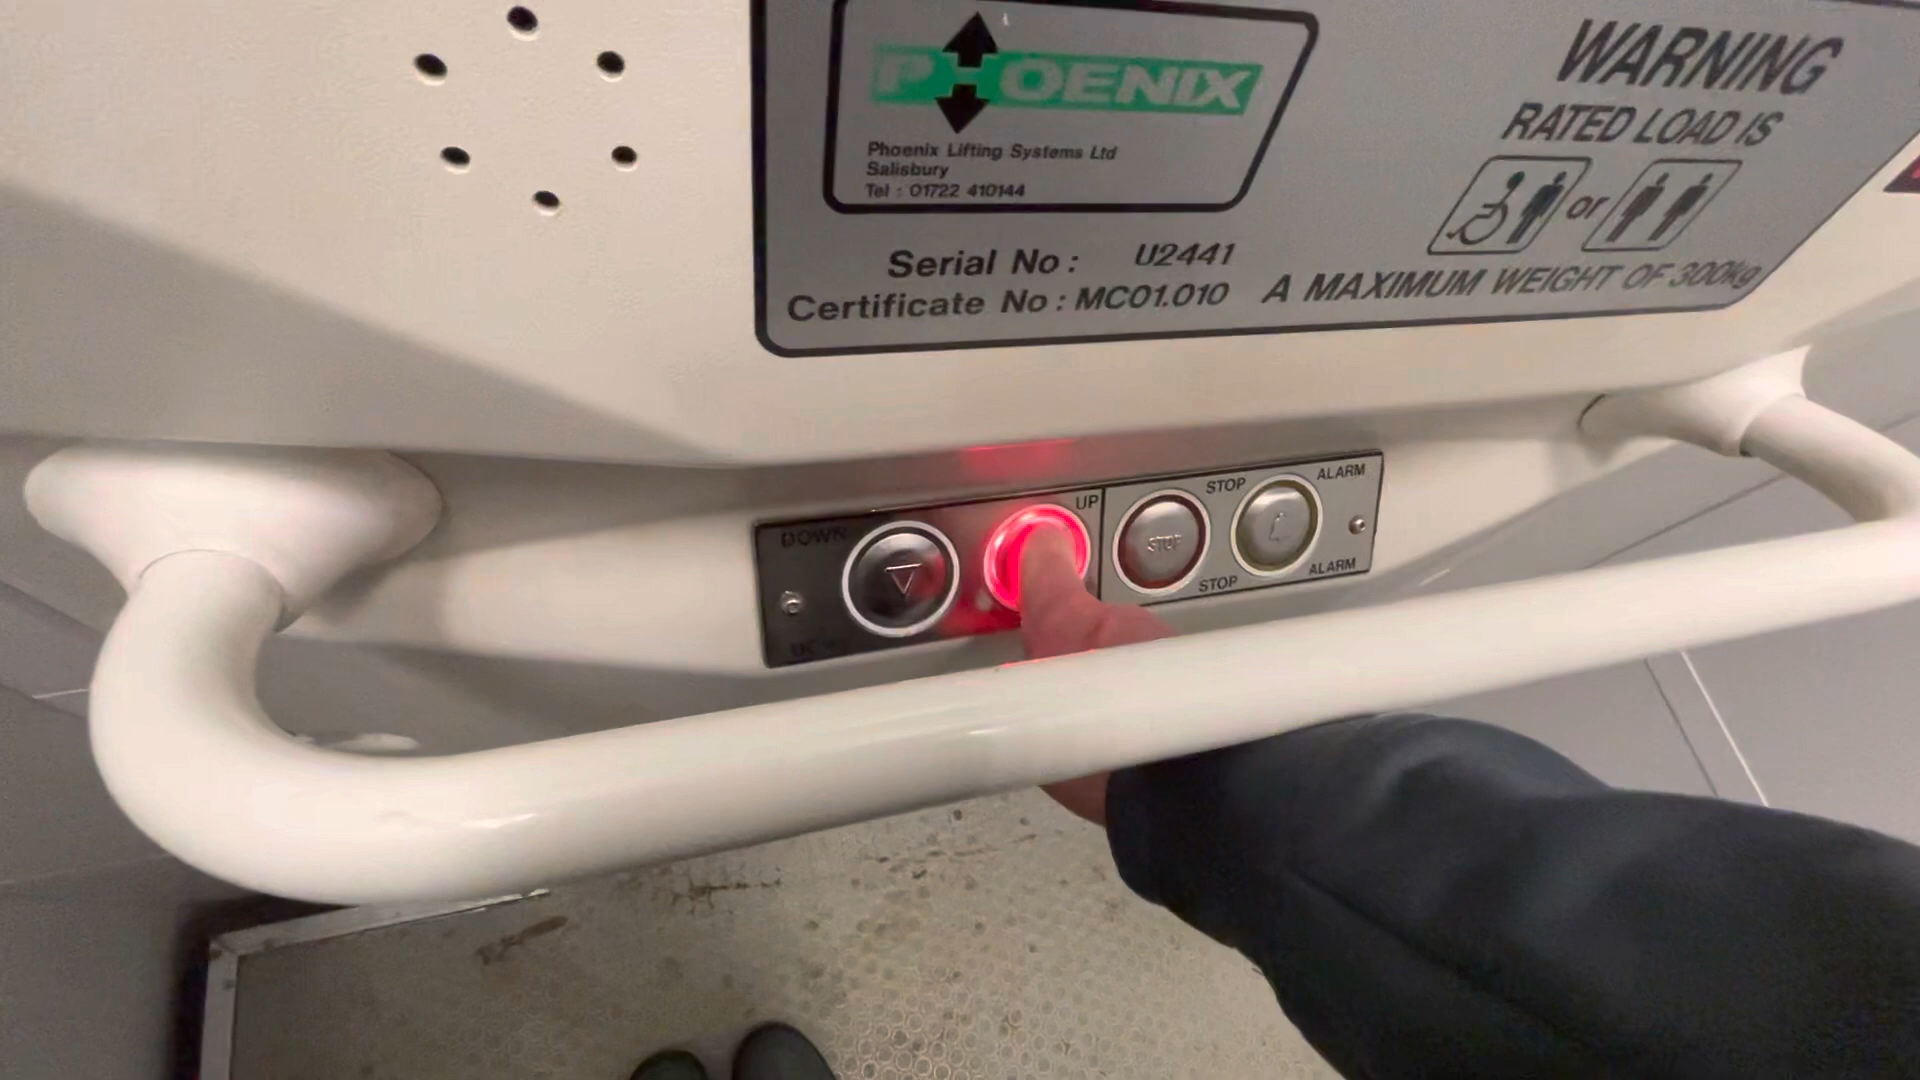 PHOENIX
Phoenix Lifting Systems Ltd
Salisbury
Tel : 01722 410144
Serial No : U2441
Certificate No : MC01.010
WARNING
RATED LOAD IS
or
A MAXIMUM WEIGHT OF 300kg
DOWN
UP
STOP
ALARM
STOP
STOP
ALARM